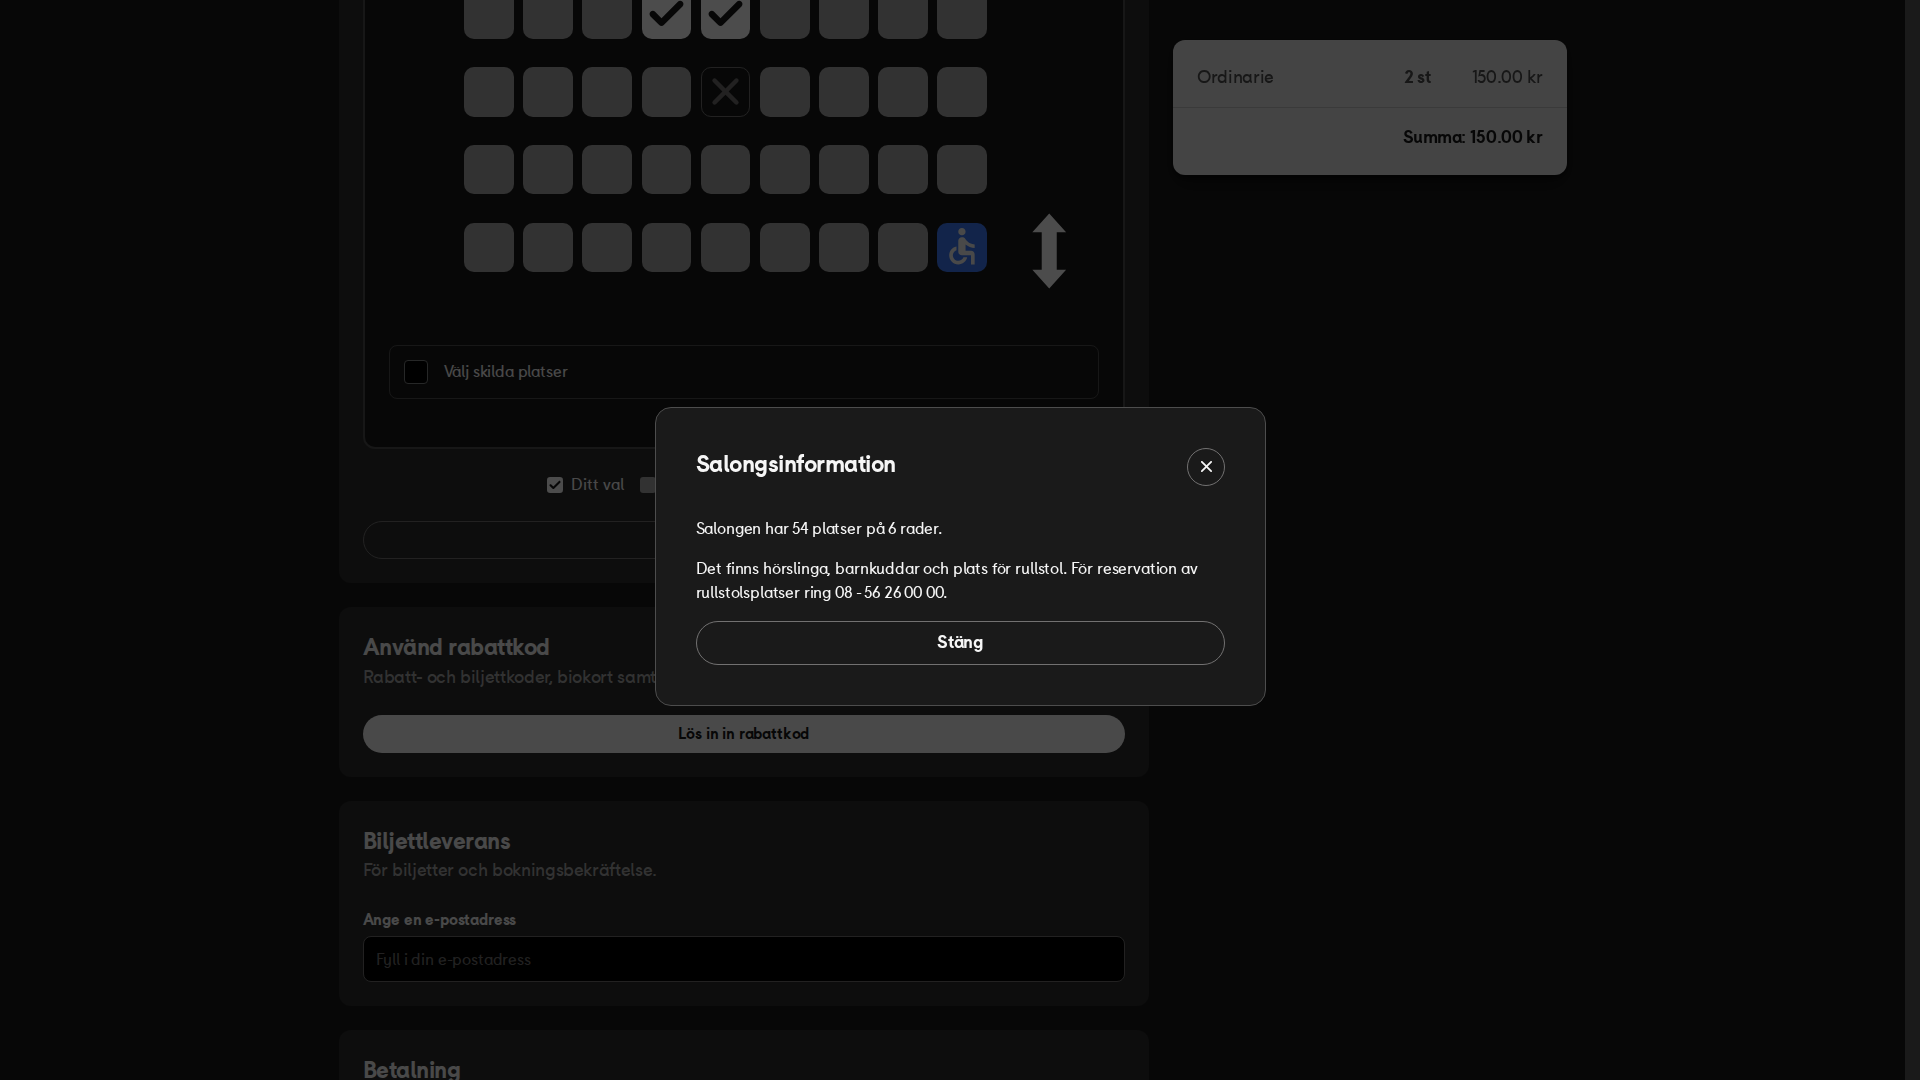 Ordinarie 2 st 150.00 kr
Summa: 150.00 kr
Välj skilda platser
Ditt val
Salongsinformation
Salongen har 54 platser på 6 rader.
Det finns hörslinga, barnkuddar och plats för rullstol. För reservation av
rullstolsplatser ring 08 - 56 26 00 00.
Stäng
Använd rabattkod
Rabatt- och biljettkoder, biokort samt
Lös in in rabattkod
Biljettleverans
För biljetter och bokningsbekräftelse.
Ange en e-postadress
Fyll i din e-postadress
Betalning